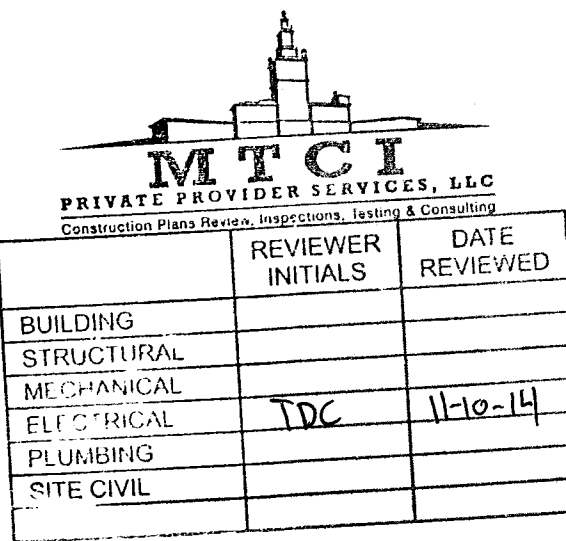 MTCI
PRIVATE PROVIDER SERVICES, LLC
Construction Plans Review, Inspections, Testing & Consulting
REVIEWER INITIALS DATE REVIEWED
BUILDING
STRUCTURAL
MECHANICAL
ELECTRICAL TDC 11-10-14
PLUMBING
SITE CIVIL